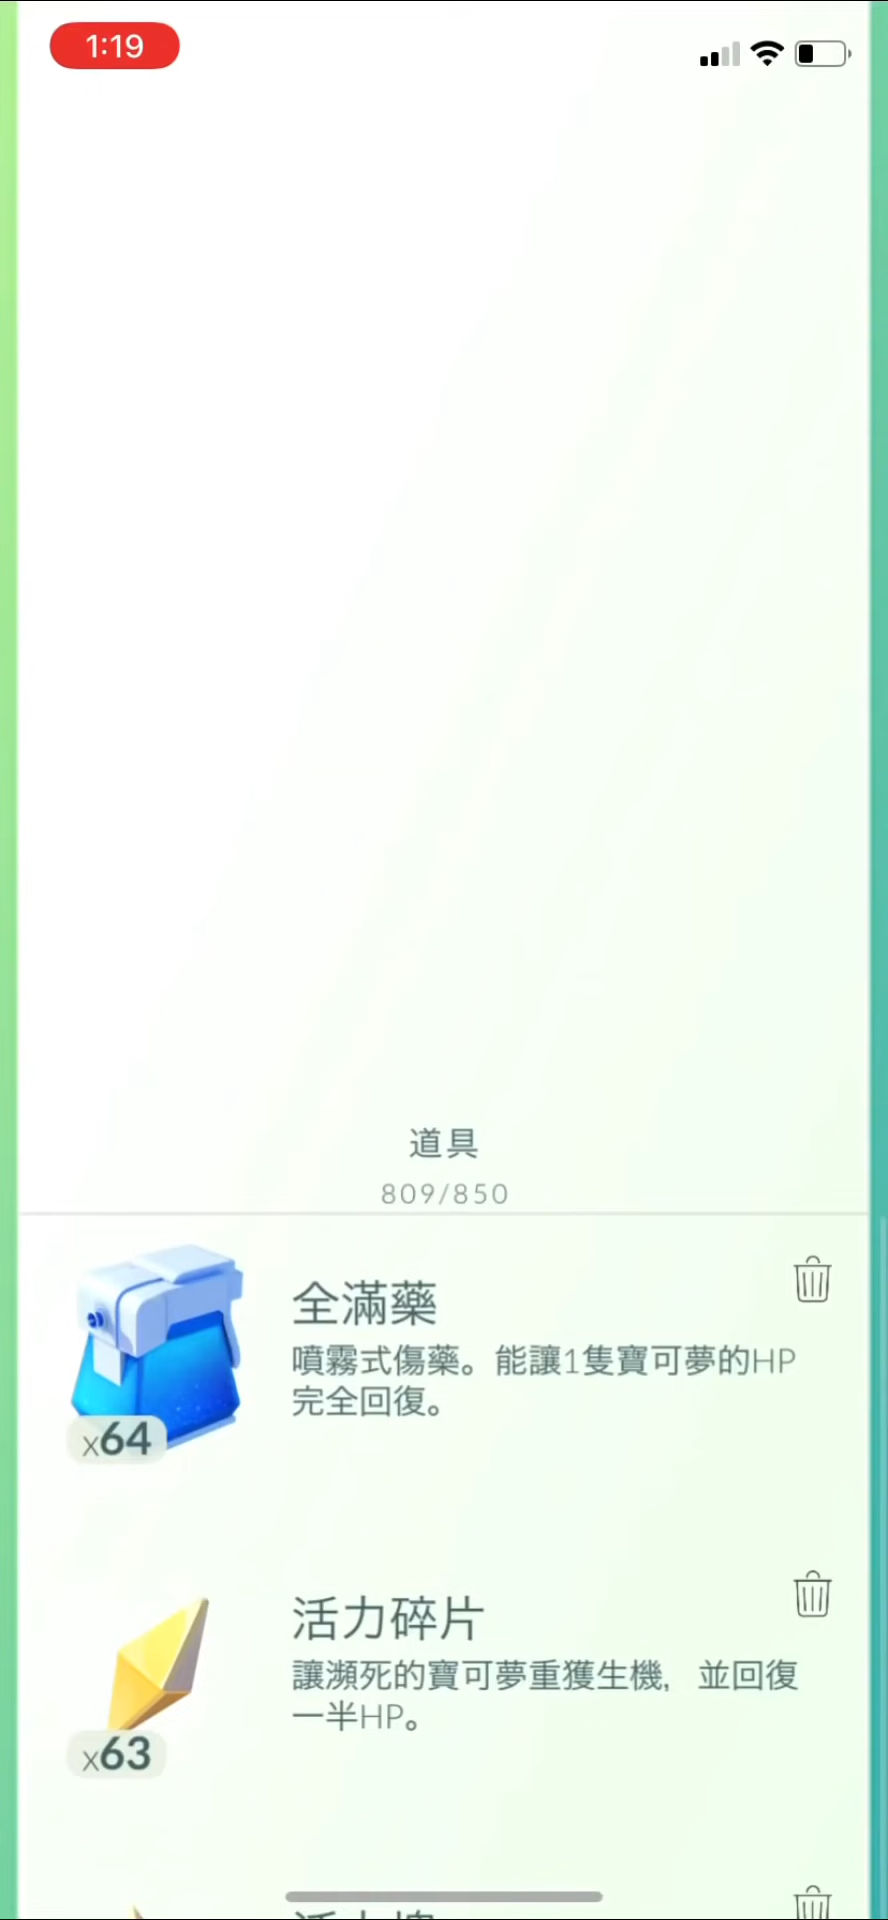 1:19
道具
809/850
全滿藥
噴霧式傷藥。能讓1隻寶可夢的HP
完全回復。
x64
活力碎片
讓瀕死的寶可夢重獲生機，並回復
一半HP。
x63